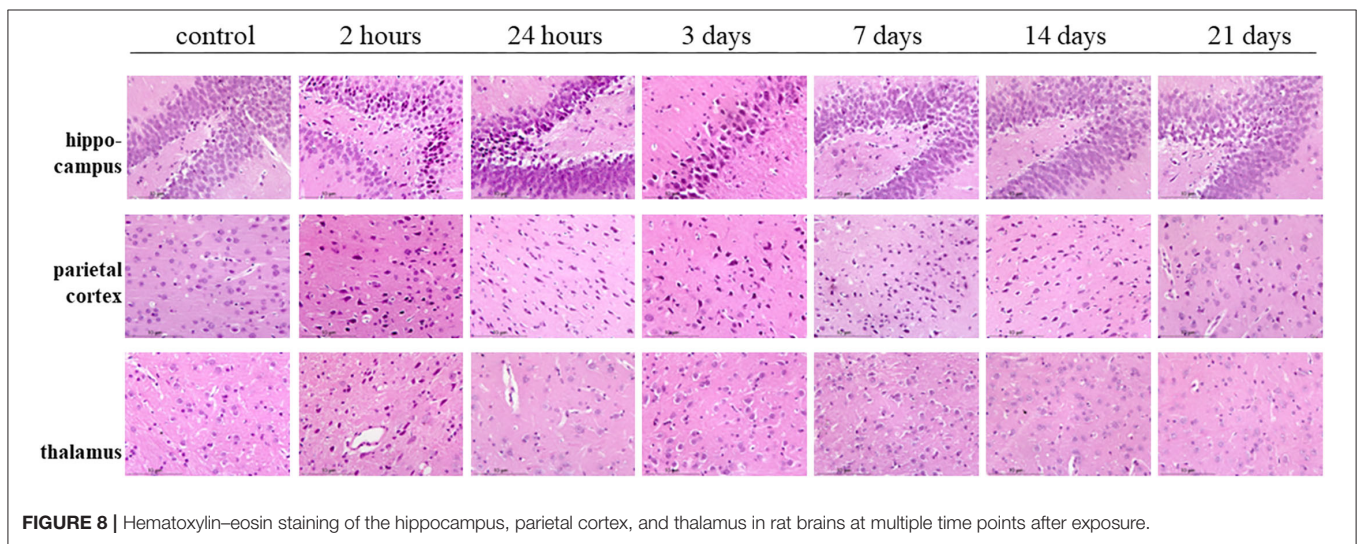 control 2 hours 24 hours 3 days 7 days 14 days 21 days
hippo-
campus
parietal
cortex
thalamus
FIGURE 8 | Hematoxylin–eosin staining of the hippocampus, parietal cortex, and thalamus in rat brains at multiple time points after exposure.